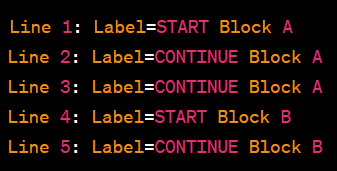 Line 1: Label=START Block A
Line 2: Label=CONTINUE Block A
Line 3: Label=CONTINUE Block A
Line 4: Label=START Block B
Line 5: Label=CONTINUE Block B